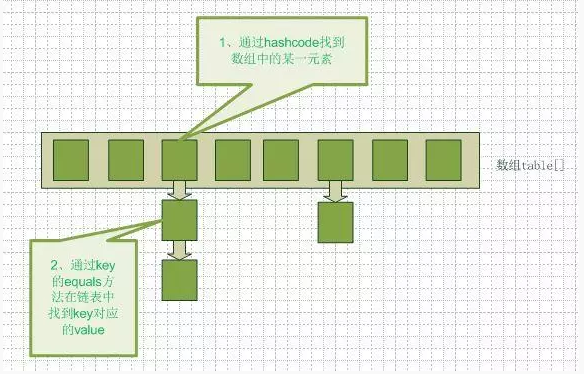 1、通过hashcode找到
数组中的某一元素
数组table[]
2、通过key
的equals方
法在链表中
找到key对应
的value